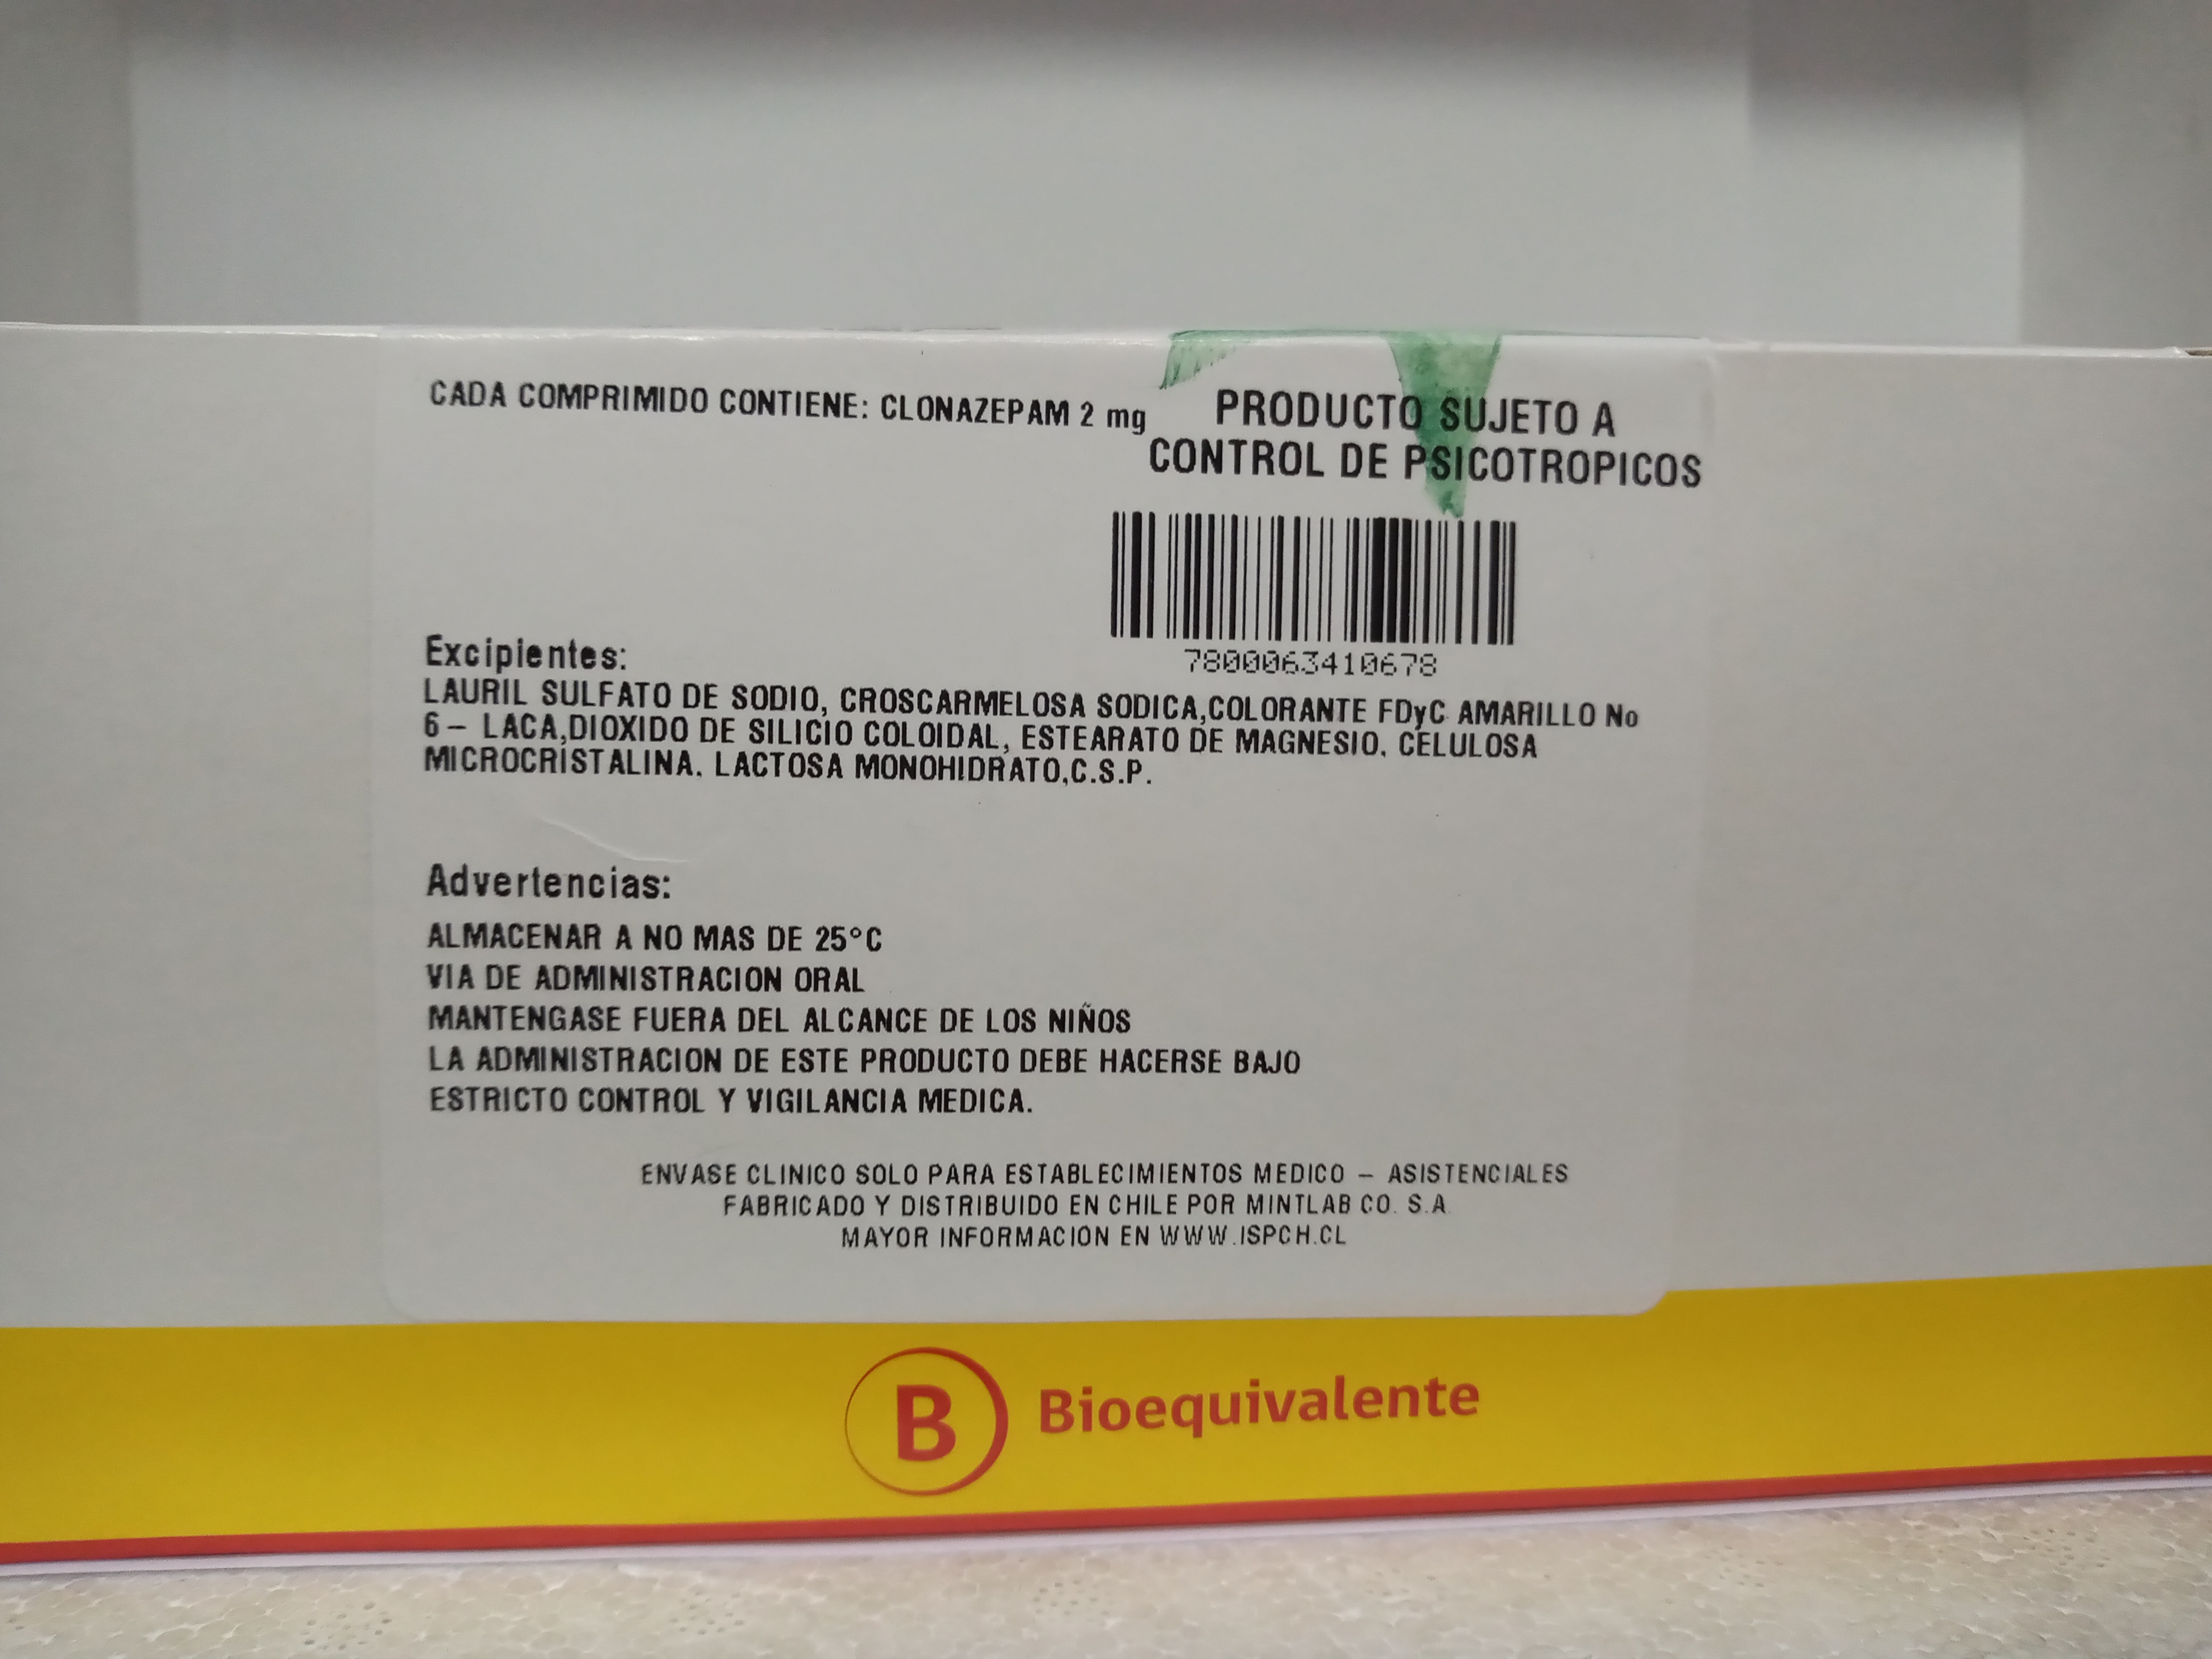 CADA COMPRIMIDO CONTIENE: CLONAZEPAM 2 mg
PRODUCTO SUJETO A
CONTROL DE PSICOTROPICOS
7800063410678
Excipientes:
LAURIL SULFATO DE SODIO, CROSCARMELOSA SODICA,COLORANTE FDyC AMARILLO No
6 – LACA,DIOXIDO DE SILICIO COLOIDAL, ESTEARATO DE MAGNESIO. CELULOSA
MICROCRISTALINA. LACTOSA MONOHIDRATO,C.S.P.
Advertencias:
ALMACENAR A NO MAS DE 25°C
VIA DE ADMINISTRACION ORAL
MANTENGASE FUERA DEL ALCANCE DE LOS NIÑOS
LA ADMINISTRACION DE ESTE PRODUCTO DEBE HACERSE BAJO
ESTRICTO CONTROL Y VIGILANCIA MEDICA.
ENVASE CLINICO SOLO PARA ESTABLECIMIENTOS MEDICO – ASISTENCIALES
FABRICADO Y DISTRIBUIDO EN CHILE POR MINTLAB CO. S.A.
MAYOR INFORMACION EN WWW.ISPCH.CL
B Bioequivalente